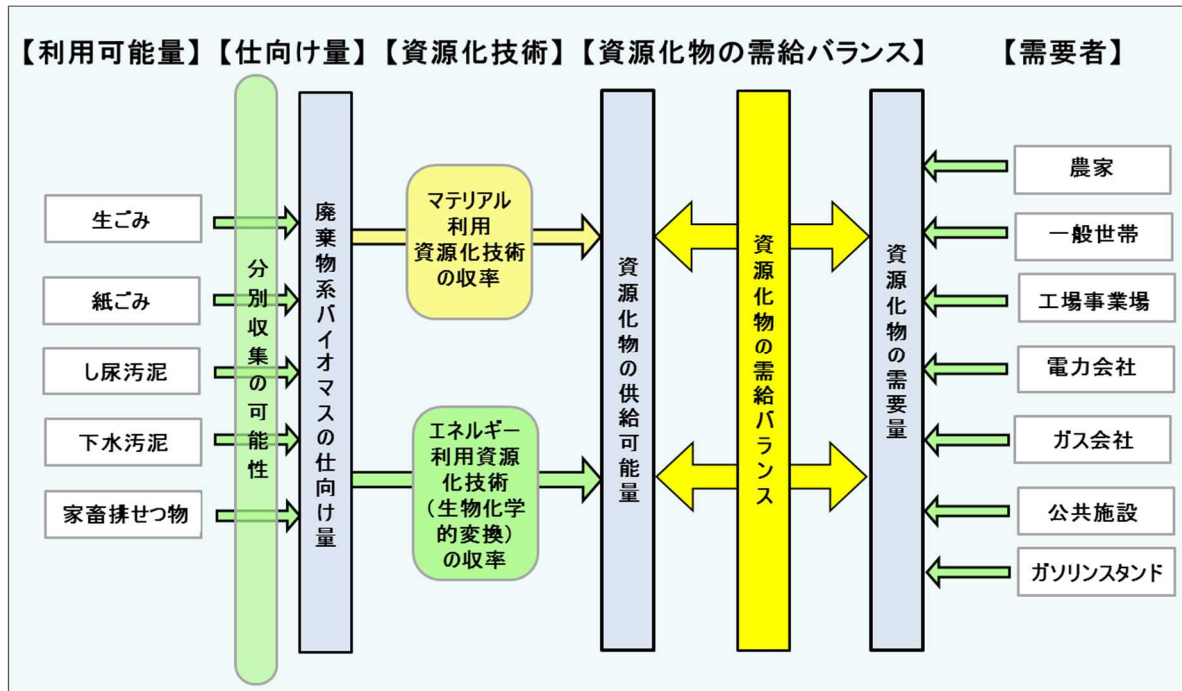 【利用可能量】【仕向け量】【資源化技術】【資源化物の需給バランス】【需要者】
生ごみ
紙ごみ
し尿汚泥
下水汚泥
家畜排せつ物
分別収集の可能性
廃棄物系バイオマスの仕向け量
マテリアル
利用
資源化技術
の収率
エネルギー
利用資源
化技術
（生物化学
的変換）
の収率
資源化物の供給可能量
資源化物の需給バランス
資源化物の需要量
農家
一般世帯
工場事業場
電力会社
ガス会社
公共施設
ガソリンスタンド